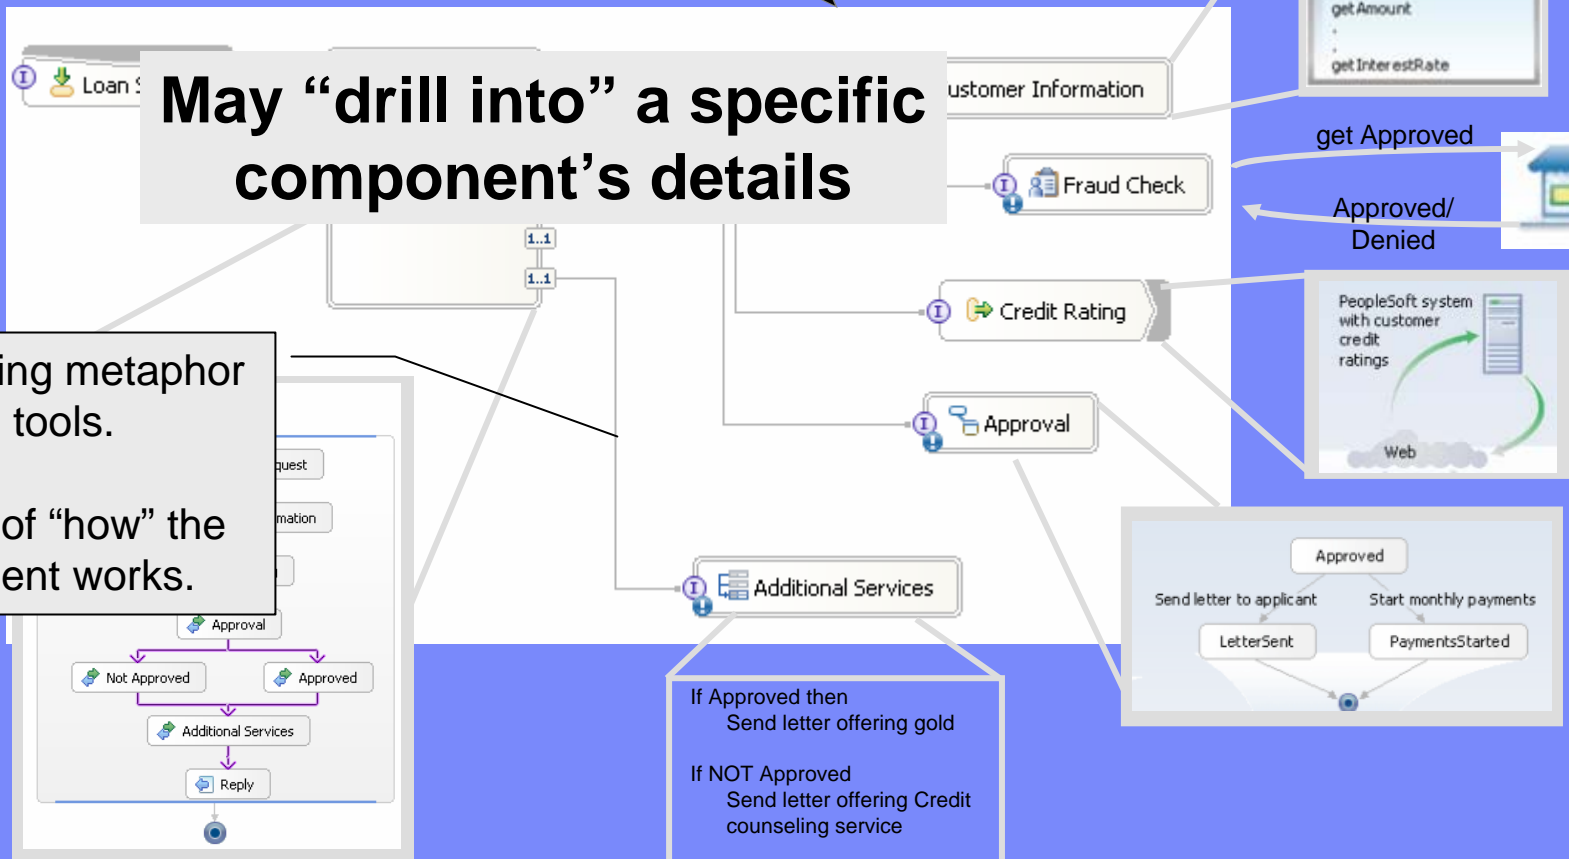 getAmount
.
.
getInterestRate
Loan
May “drill into” a specific
component’s details
ustomer Information
Fraud Check
get Approved
Approved/
Denied
1..1
1..1
Credit Rating
PeopleSoft system
with customer
credit
ratings
Web
ing metaphor
tools.
of “how” the
ent works.
Approval
Additional Services
quest
mation
Approval
Not Approved
Approved
Additional Services
Reply
Approved
Send letter to applicant
Start monthly payments
LetterSent
PaymentsStarted
If Approved then
Send letter offering gold
If NOT Approved
Send letter offering Credit
counseling service